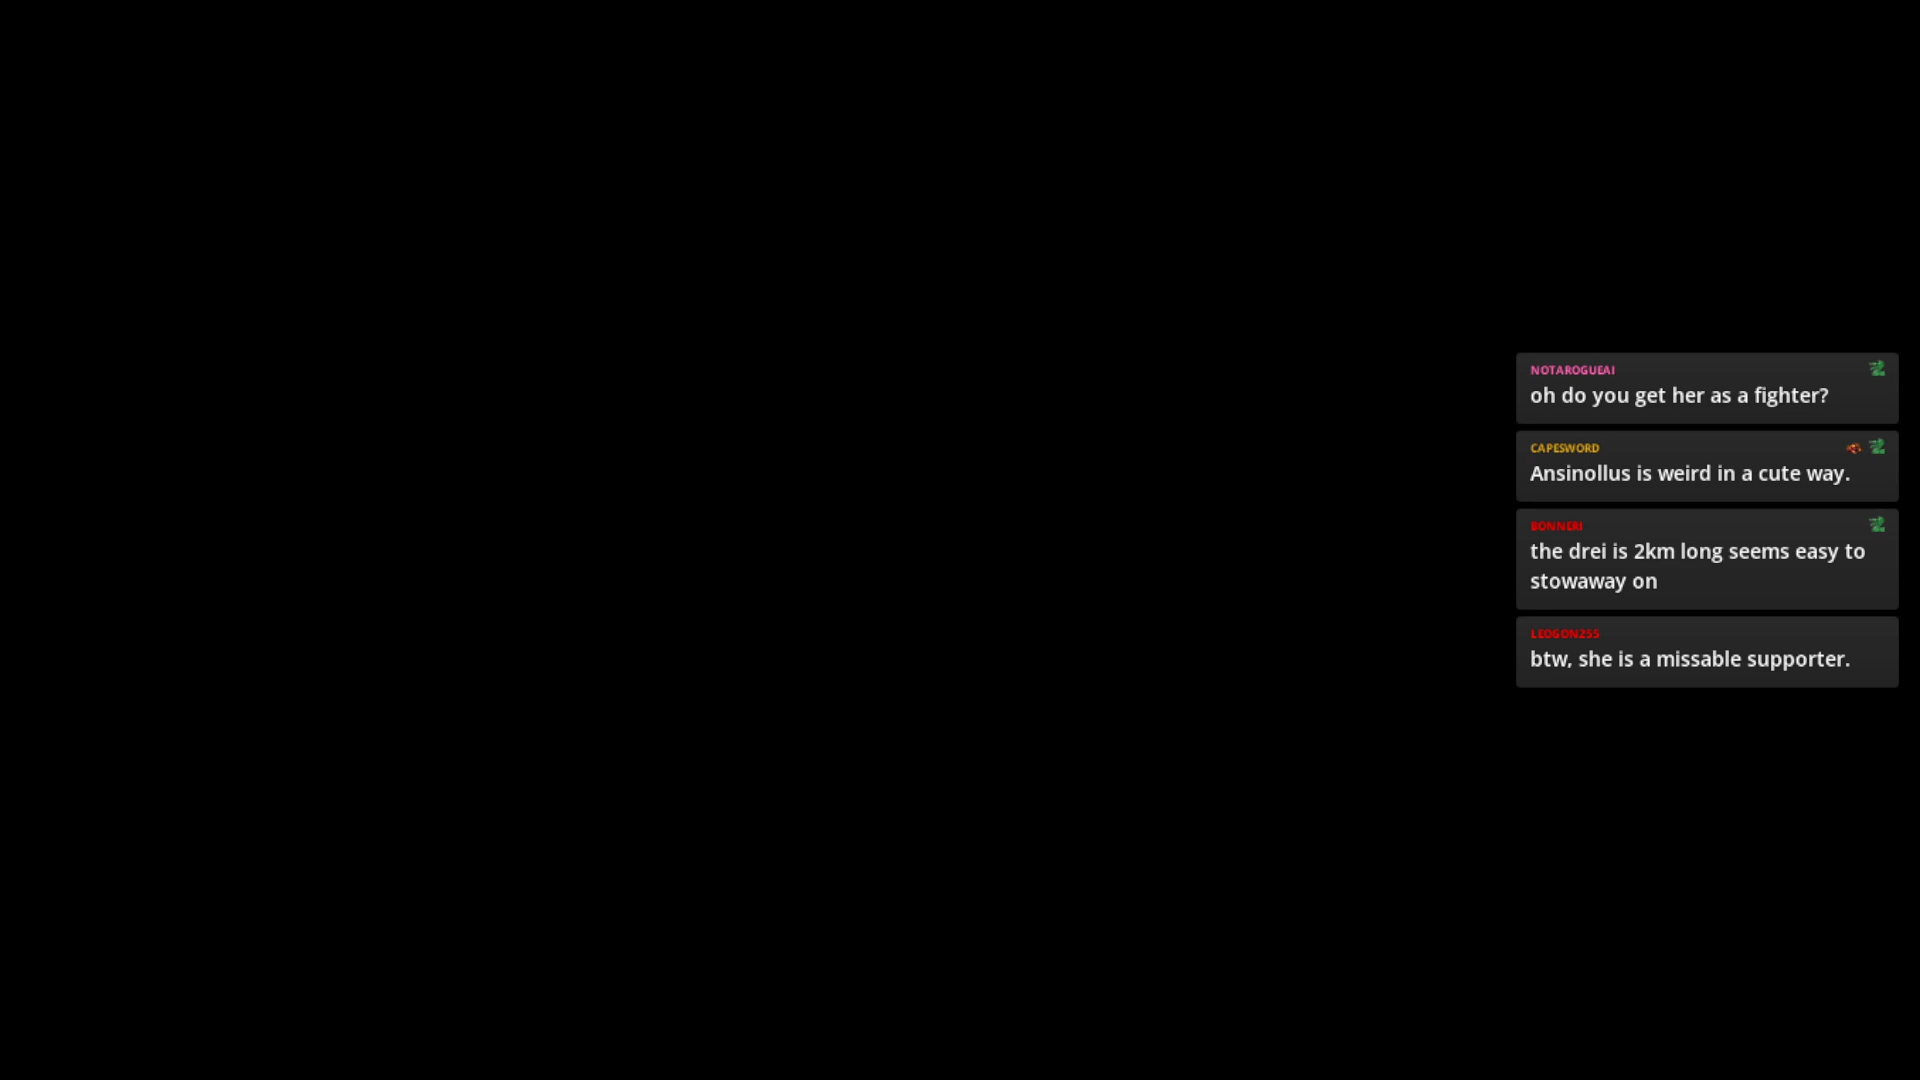 NOTAROGUEAI
oh do you get her as a fighter?
CAPESWORD
Ansinollus is weird in a cute way.
BONNERI
the drei is 2km long seems easy to
stowaway on
LEOGON255
btw, she is a missable supporter.